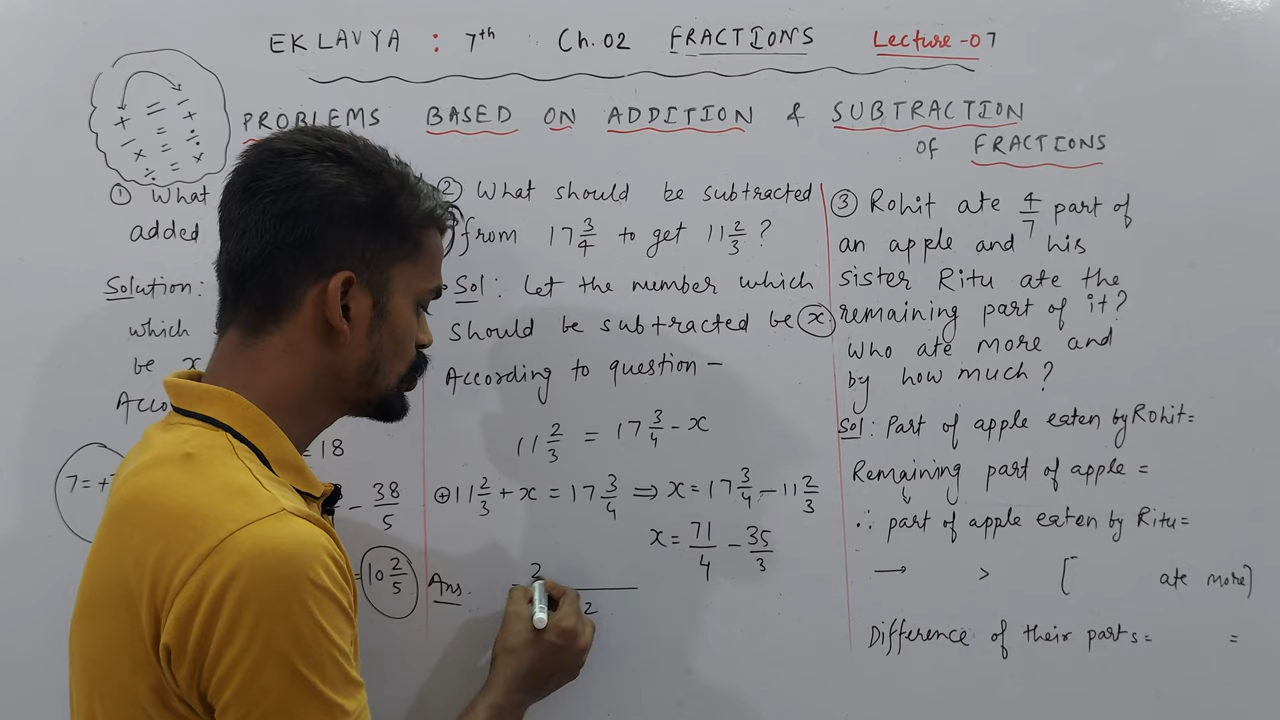 EKLAVYA : 7th Ch. 02 FRACTIONS Lecture-07
PROBLEMS BASED ON ADDITION & SUBTRACTION
OF FRACTIONS
① What
added
Solution:
which
be x
= 18
7 = +
- 38/5
= 10 2/5
Ans.
② What should be subtracted
from 17 3/4 to get 11 2/3 ?
Sol : Let the number which
should be subtracted be x
According to question -
11 2/3 = 17 3/4 - x
⊕ 11 2/3 + x = 17 3/4 ⇒ x = 17 3/4 - 11 2/3
x = 71/4 - 35/3
2
2
③ Rohit ate 4/7 part of
an apple and his
sister Ritu ate the
remaining part of it?
Who ate more and
by how much?
Sol : Part of apple eaten by Rohit =
Remaining part of apple =
∴ part of apple eaten by Ritu =
→ > [ ate more]
Difference of their parts = =